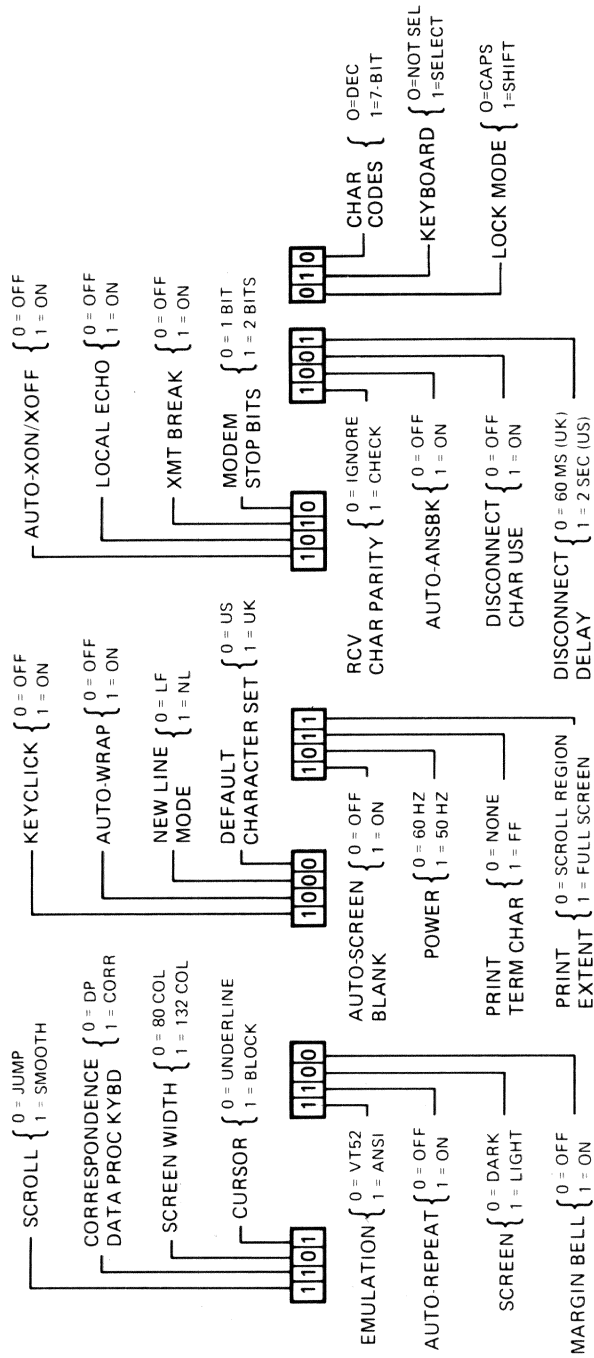 SCROLL { 0 = JUMP
1 = SMOOTH
CORRESPONDENCE { 0 = DP
DATA PROC KYBD 1 = CORR
SCREEN WIDTH { 0 = 80 COL
1 = 132 COL
CURSOR { 0 = UNDERLINE
1 = BLOCK
1101
EMULATION { 0 = VT52
1 = ANSI
AUTO-REPEAT { 0 = OFF
1 = ON
SCREEN { 0 = DARK
1 = LIGHT
MARGIN BELL { 0 = OFF
1 = ON
1100
KEYCLICK { 0 = OFF
1 = ON
AUTO-WRAP { 0 = OFF
1 = ON
NEW LINE { 0 = LF
MODE 1 = NL
DEFAULT { 0 = US
CHARACTER SET 1 = UK
1000
AUTO-SCREEN { 0 = OFF
BLANK 1 = ON
POWER { 0 = 60 HZ
1 = 50 HZ
PRINT { 0 = NONE
TERM CHAR 1 = FF
PRINT { 0 = SCROLL REGION
EXTENT 1 = FULL SCREEN
1011
AUTO-XON/XOFF { 0 = OFF
1 = ON
LOCAL ECHO { 0 = OFF
1 = ON
XMT BREAK { 0 = OFF
1 = ON
MODEM { 0 = 1 BIT
STOP BITS 1 = 2 BITS
1010
RCV { 0 = IGNORE
CHAR PARITY 1 = CHECK
AUTO-ANSBK { 0 = OFF
1 = ON
DISCONNECT { 0 = OFF
CHAR USE 1 = ON
DISCONNECT { 0 = 60 MS (UK)
DELAY 1 = 2 SEC (US)
1001
010
CHAR { 0=DEC
CODES 1=7-BIT
KEYBOARD { 0=NOT SEL
1=SELECT
LOCK MODE { 0=CAPS
1=SHIFT